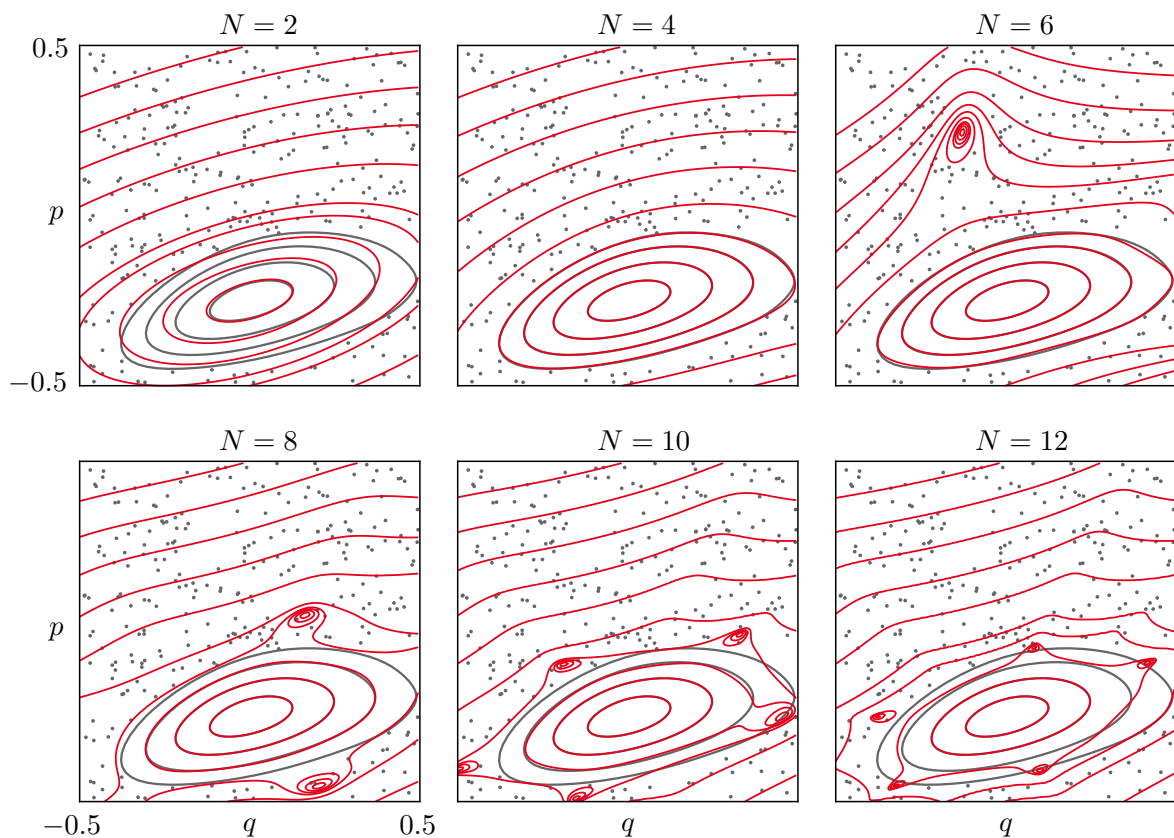 N = 2
N = 4
N = 6
0.5
p
−0.5
N = 8
N = 10
N = 12
p
−0.5
q
0.5
q
q